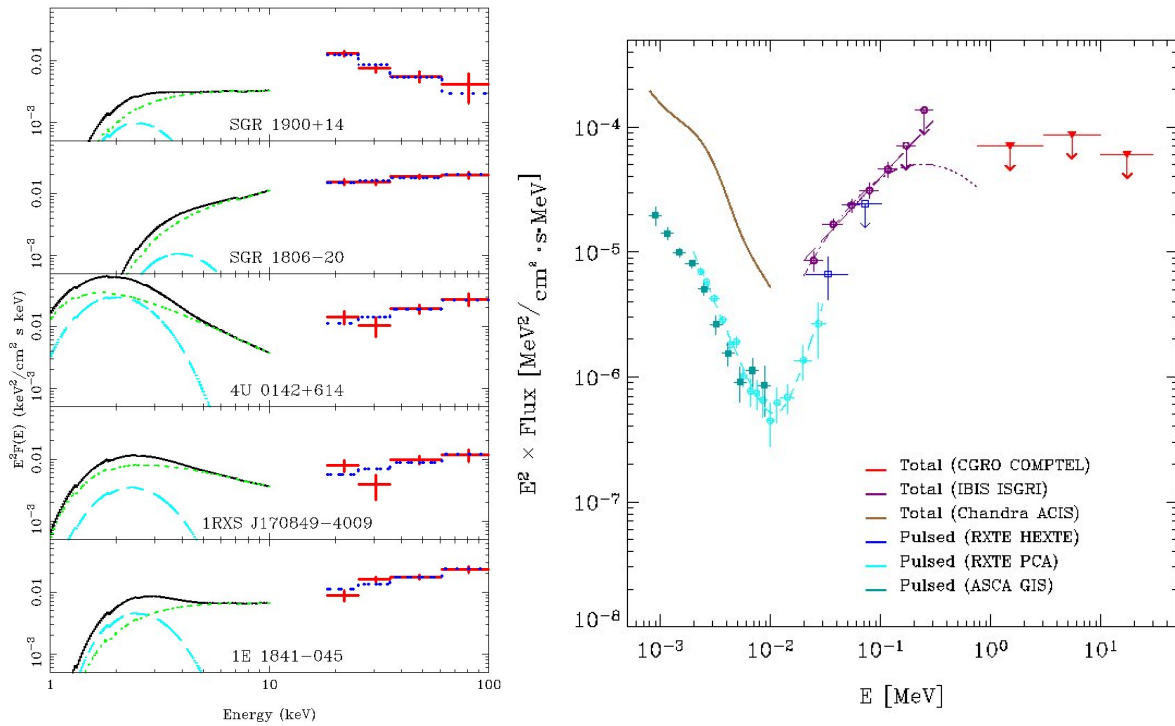 0.01
10⁻³
SGR 1900+14
0.01
10⁻³
SGR 1806−20
0.01
10⁻³
4U 0142+614
0.01
10⁻³
1RXS J170849−4009
0.01
10⁻³
1E 1841−045
1
10
100
Energy (keV)
E²F(E) (keV²/cm² s keV)
E² × Flux [MeV²/cm²·s·MeV]
10⁻⁴
10⁻⁵
10⁻⁶
10⁻⁷
10⁻⁸
Total (CGRO COMPTEL)
Total (IBIS ISGRI)
Total (Chandra ACIS)
Pulsed (RXTE HEXTE)
Pulsed (RXTE PCA)
Pulsed (ASCA GIS)
10⁻³
10⁻²
10⁻¹
10⁰
10¹
E [MeV]